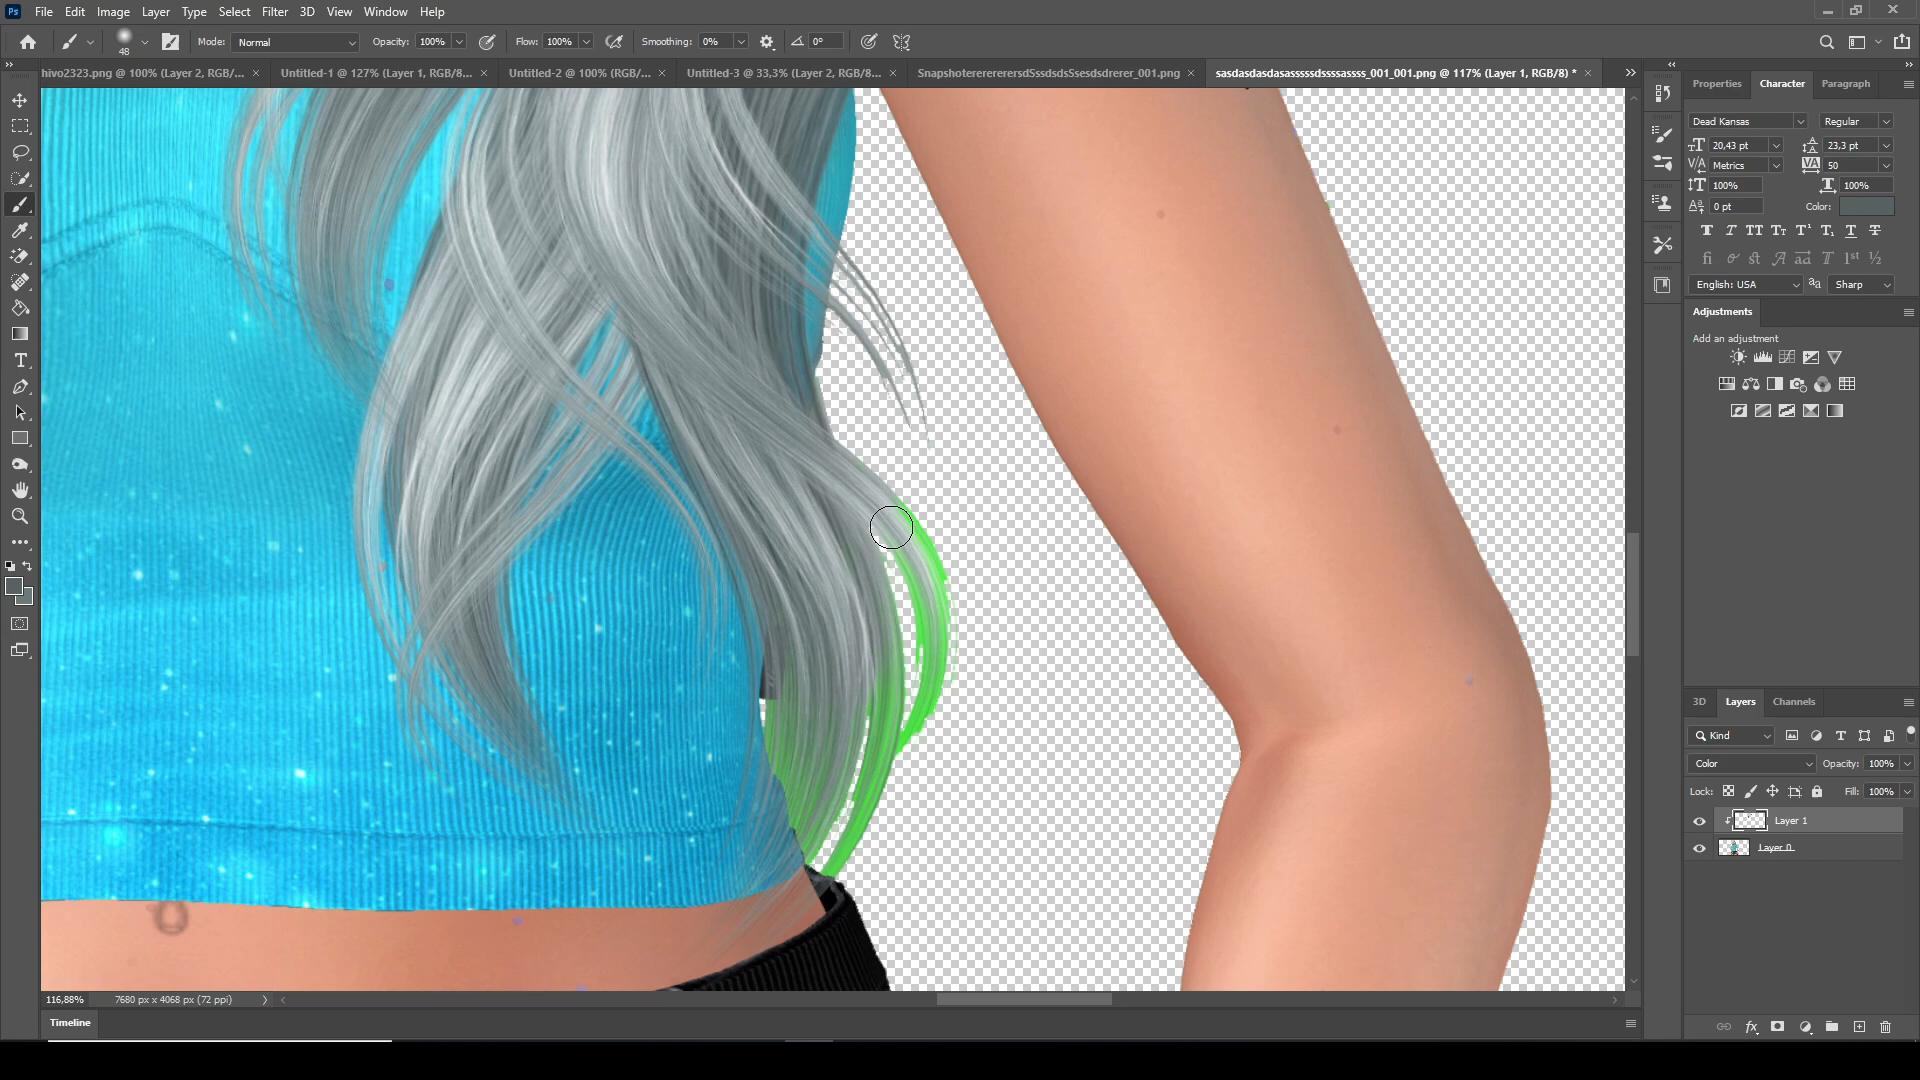 Ps File Edit Image Layer Type Select Filter 3D View Window Help
48 Mode: Normal Opacity: 100% Flow: 100% Smoothing: 0% 0°
hivo2323.png @ 100% (Layer 2, RGB/... Untitled-1 @ 127% (Layer 1, RGB/8... Untitled-2 @ 100% (RGB/... Untitled-3 @ 33,3% (Layer 2, RGB/8... sasdasdasdasasssssdssssassss_001_001.png @ 117% (Layer 1, RGB/8) *
Properties Character Paragraph
Dead Kansas Regular
20,43 pt 23,3 pt
Metrics 50
100% 100%
0 pt Color:
English: USA aa Sharp
Adjustments
Add an adjustment
3D Layers Channels
Kind
Color Opacity: 100%
Lock: Fill: 100%
Layer 1
Layer 0
116,88% 7680 px x 4068 px (72 ppi)
Timeline